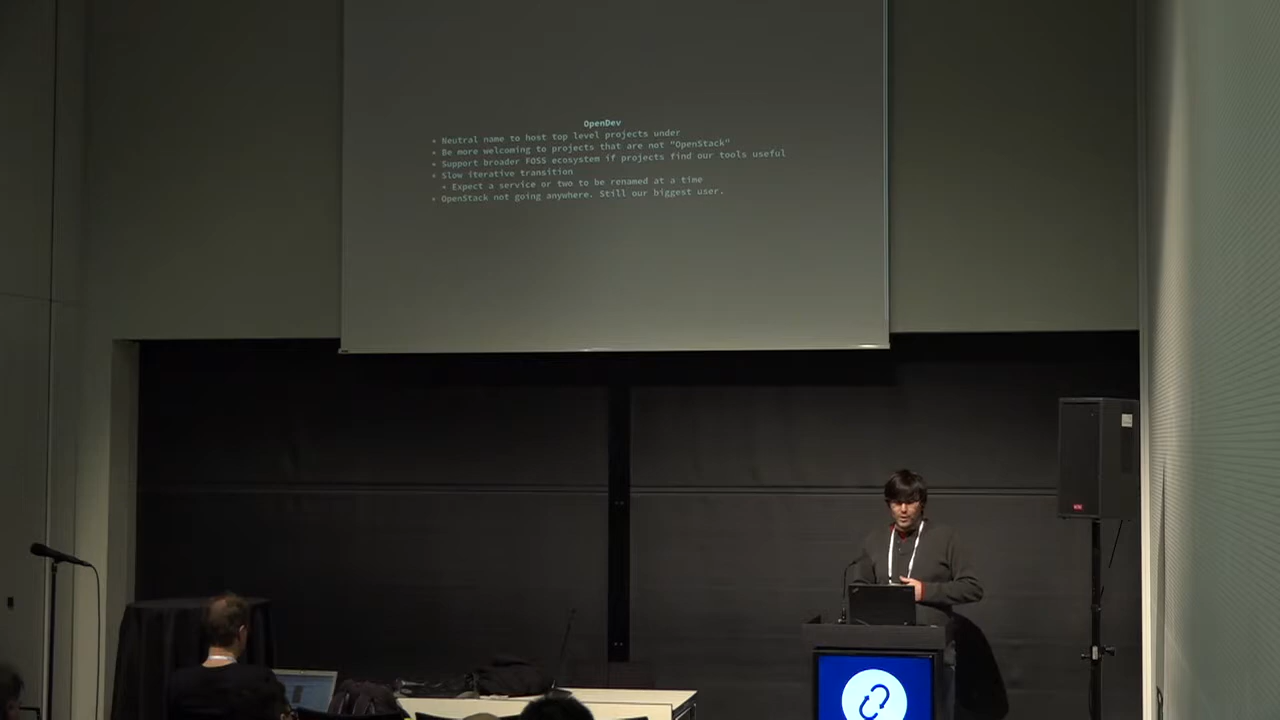 OpenDev
* Neutral name to host top level projects under
* Be more welcoming to projects that are not "OpenStack"
* Support broader FOSS ecosystem if projects find our tools useful
* Slow iterative transition
* Expect a service or two to be renamed at a time
* OpenStack not going anywhere. Still our biggest user.